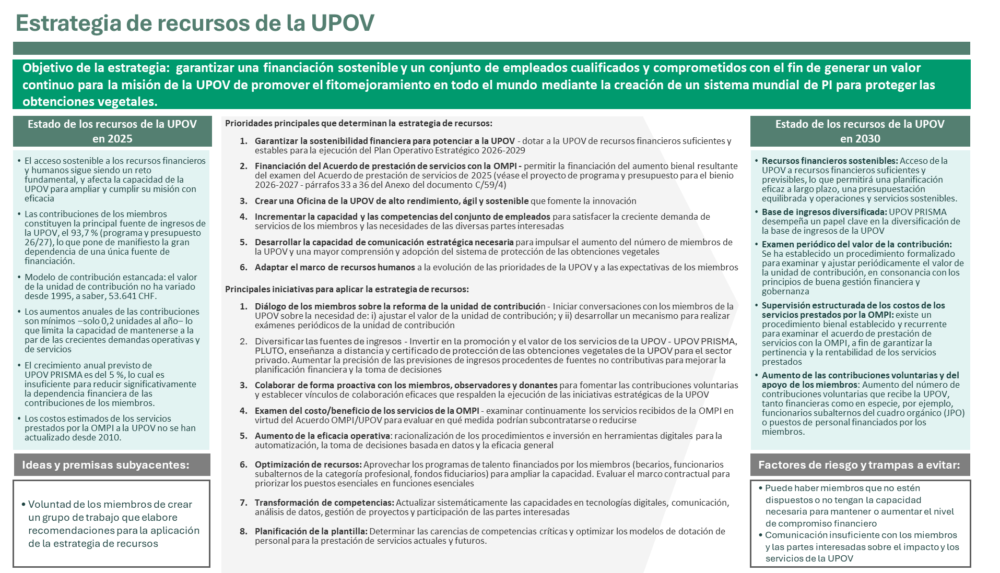 Estrategia de recursos de la UPOV
Objetivo de la estrategia: garantizar una financiación sostenible y un conjunto de empleados cualificados y comprometidos con el fin de generar un valor
continuo para la misión de la UPOV de promover el fitomejoramiento en todo el mundo mediante la creación de un sistema mundial de PI para proteger las
obtenciones vegetales.
Estado de los recursos de la UPOV
en 2025
• El acceso sostenible a los recursos financieros
y humanos sigue siendo un reto
fundamental, y afecta la capacidad de la
UPOV para ampliar y cumplir su misión con
eficacia
• Las contribuciones de los miembros
constituyen la principal fuente de ingresos de
la UPOV, el 93,7 % (programa y presupuesto
26/27), lo que pone de manifiesto la gran
dependencia de una única fuente de
financiación.
• Modelo de contribución estancada: el valor
de la unidad de contribución no ha variado
desde 1995, a saber, 53.641 CHF.
• Los aumentos anuales de las contribuciones
son mínimos –solo 0,2 unidades al año– lo
que limita la capacidad de mantenerse a la
par de las crecientes demandas operativas y
de servicios
• El crecimiento anual previsto de
UPOV PRISMA es del 5 %, lo cual es
insuficiente para reducir significativamente
la dependencia financiera de las
contribuciones de los miembros.
• Los costos estimados de los servicios
prestados por la OMPI a la UPOV no se han
actualizado desde 2010.
Ideas y premisas subyacentes:
• Voluntad de los miembros de crear
un grupo de trabajo que elabore
recomendaciones para la aplicación
de la estrategia de recursos
Prioridades principales que determinan la estrategia de recursos:
1. Garantizar la sostenibilidad financiera para potenciar a la UPOV - dotar a la UPOV de recursos financieros suficientes y
estables para la ejecución del Plan Operativo Estratégico 2026-2029
2. Financiación del Acuerdo de prestación de servicios con la OMPI - permitir la financiación del aumento bienal resultante
del examen del Acuerdo de prestación de servicios de 2025 (véase el proyecto de programa y presupuesto para el bienio
2026-2027 - párrafos 33 a 36 del Anexo del documento C/59/4)
3. Crear una Oficina de la UPOV de alto rendimiento, ágil y sostenible que fomente la innovación
4. Incrementar la capacidad y las competencias del conjunto de empleados para satisfacer la creciente demanda de
servicios de los miembros y las necesidades de las diversas partes interesadas
5. Desarrollar la capacidad de comunicación estratégica necesaria para impulsar el aumento del número de miembros de
la UPOV y una mayor comprensión y adopción del sistema de protección de las obtenciones vegetales
6. Adaptar el marco de recursos humanos a la evolución de las prioridades de la UPOV y a las expectativas de los miembros
Principales iniciativas para aplicar la estrategia de recursos:
1. Diálogo de los miembros sobre la reforma de la unidad de contribución - Iniciar conversaciones con los miembros de la
UPOV sobre la necesidad de: i) ajustar el valor de la unidad de contribución; y ii) desarrollar un mecanismo para realizar
exámenes periódicos de la unidad de contribución
2. Diversificar las fuentes de ingresos - Invertir en la promoción y el valor de los servicios de la UPOV - UPOV PRISMA,
PLUTO, enseñanza a distancia y certificado de protección de las obtenciones vegetales de la UPOV para el sector
privado. Aumentar la precisión de las previsiones de ingresos procedentes de fuentes no contributivas para mejorar la
planificación financiera y la toma de decisiones
3. Colaborar de forma proactiva con los miembros, observadores y donantes para fomentar las contribuciones voluntarias
y establecer vínculos de colaboración eficaces que respalden la ejecución de las iniciativas estratégicas de la UPOV
4. Examen del costo/beneficio de los servicios de la OMPI - examinar continuamente los servicios recibidos de la OMPI en
virtud del Acuerdo OMPI/UPOV para evaluar en qué medida podrían subcontratarse o reducirse
5. Aumento de la eficacia operativa: racionalización de los procedimientos e inversión en herramientas digitales para la
automatización, la toma de decisiones basada en datos y la eficacia general
6. Optimización de recursos: Aprovechar los programas de talento financiados por los miembros (becarios, funcionarios
subalternos de la categoría profesional, fondos fiduciarios) para ampliar la capacidad. Evaluar el marco contractual para
priorizar los puestos esenciales en funciones esenciales
7. Transformación de competencias: Actualizar sistemáticamente las capacidades en tecnologías digitales, comunicación,
análisis de datos, gestión de proyectos y participación de las partes interesadas
8. Planificación de la plantilla: Determinar las carencias de competencias críticas y optimizar los modelos de dotación de
personal para la prestación de servicios actuales y futuros.
Estado de los recursos de la UPOV
en 2030
• Recursos financieros sostenibles: Acceso de la
UPOV a recursos financieros suficientes y
previsibles, lo que permitirá una planificación
eficaz a largo plazo, una presupuestación
equilibrada y operaciones y servicios sostenibles.
• Base de ingresos diversificada: UPOV PRISMA
desempeña un papel clave en la diversificación de
la base de ingresos de la UPOV
• Examen periódico del valor de la contribución:
Se ha establecido un procedimiento formalizado
para examinar y ajustar periódicamente el valor de
la unidad de contribución, en consonancia con los
principios de buena gestión financiera y
gobernanza
• Supervisión estructurada de los costos de los
servicios prestados por la OMPI: existe un
procedimiento bienal establecido y recurrente
para examinar el acuerdo de prestación de
servicios con la OMPI, a fin de garantizar la
pertinencia y la rentabilidad de los servicios
prestados
• Aumento de las contribuciones voluntarias y del
apoyo de los miembros: Aumento del número de
contribuciones voluntarias que recibe la UPOV,
tanto financieras como en especie, por ejemplo,
funcionarios subalternos del cuadro orgánico (JPO)
o puestos de personal financiados por los
miembros.
Factores de riesgo y trampas a evitar:
• Puede haber miembros que no estén
dispuestos o no tengan la capacidad
necesaria para mantener o aumentar el nivel
de compromiso financiero
• Comunicación insuficiente con los miembros
y las partes interesadas sobre el impacto y los
servicios de la UPOV